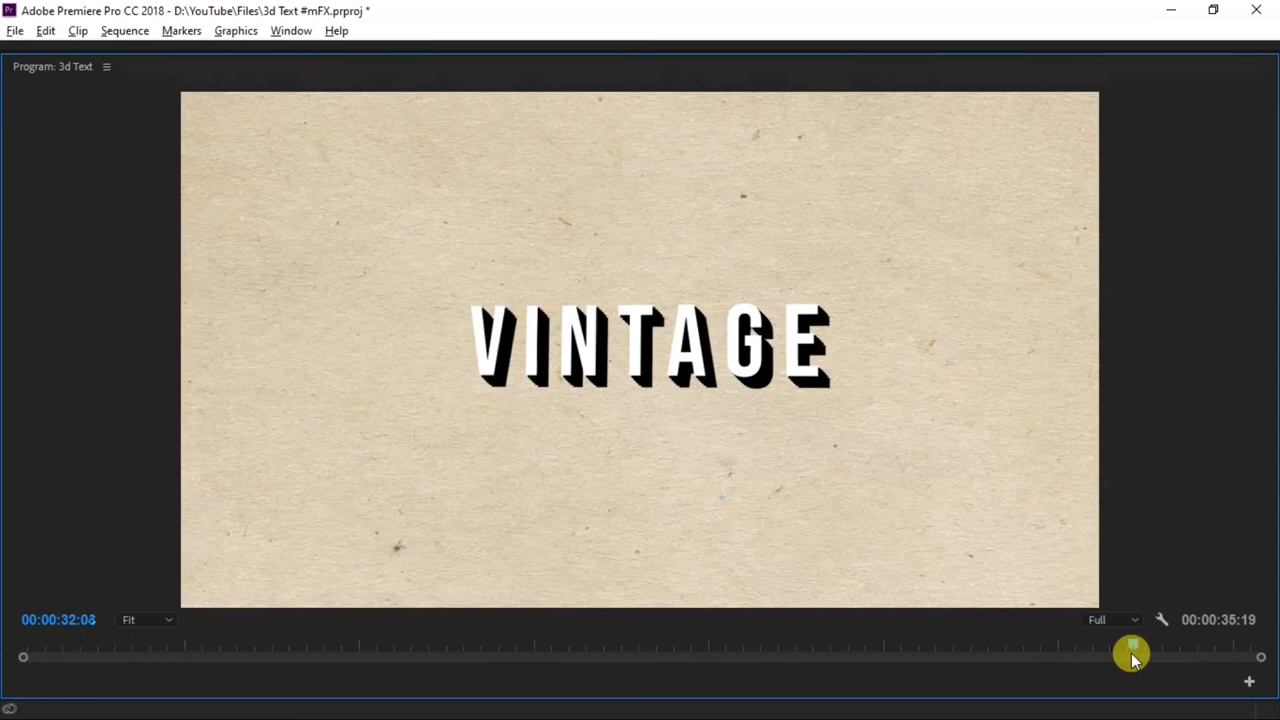 Adobe Premiere Pro CC 2018 - D:\YouTube\Files\3d Text #mFX.prproj *
File Edit Clip Sequence Markers Graphics Window Help
Program: 3d Text
VINTAGE
00:00:32:08 Fit Full 00:00:35:19